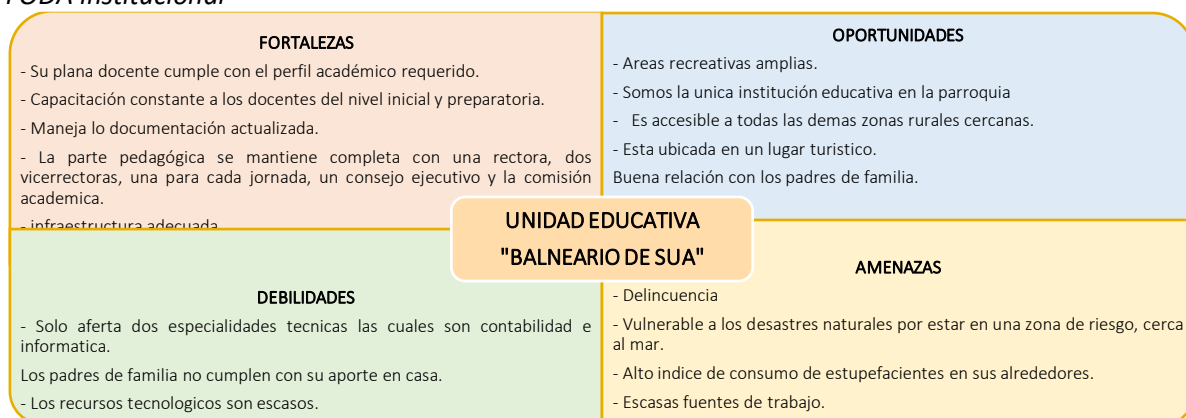 FODA Institucional
FORTALEZAS
- Su plana docente cumple con el perfil académico requerido.
- Capacitación constante a los docentes del nivel inicial y preparatoria.
- Maneja lo documentación actualizada.
- La parte pedagógica se mantiene completa con una rectora, dos
vicerrectoras, una para cada jornada, un consejo ejecutivo y la comisión
academica.
- infraestructura adecuada
OPORTUNIDADES
- Areas recreativas amplias.
- Somos la unica institución educativa en la parroquia
- Es accesible a todas las demas zonas rurales cercanas.
- Esta ubicada en un lugar turistico.
Buena relación con los padres de familia.
UNIDAD EDUCATIVA
"BALNEARIO DE SUA"
DEBILIDADES
- Solo aferta dos especialidades tecnicas las cuales son contabilidad e
informatica.
Los padres de familia no cumplen con su aporte en casa.
- Los recursos tecnologicos son escasos.
AMENAZAS
- Delincuencia
- Vulnerable a los desastres naturales por estar en una zona de riesgo, cerca
al mar.
- Alto indice de consumo de estupefacientes en sus alrededores.
- Escasas fuentes de trabajo.